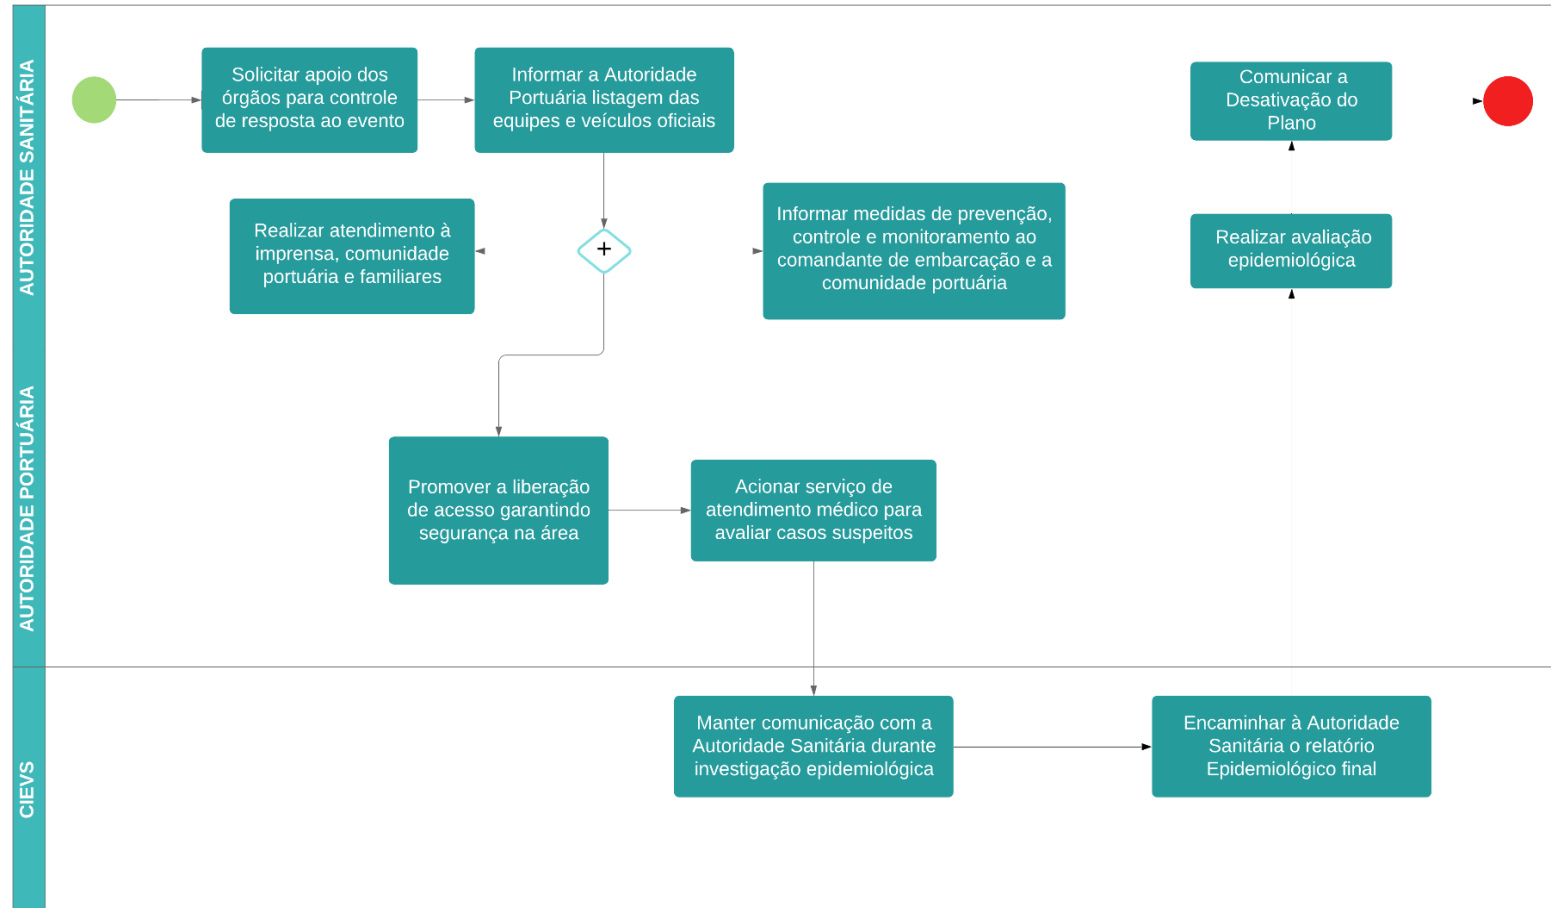 AUTORIDADE SANITÁRIA
Solicitar apoio dos
órgãos para controle
de resposta ao evento
Informar a Autoridade
Portuária listagem das
equipes e veículos oficiais
Comunicar a
Desativação do
Plano
Realizar atendimento à
imprensa, comunidade
portuária e familiares
+
Informar medidas de prevenção,
controle e monitoramento ao
comandante de embarcação e a
comunidade portuária
Realizar avaliação
epidemiológica
AUTORIDADE PORTUÁRIA
Promover a liberação
de acesso garantindo
segurança na área
Acionar serviço de
atendimento médico para
avaliar casos suspeitos
CIEVS
Manter comunicação com a
Autoridade Sanitária durante
investigação epidemiológica
Encaminhar à Autoridade
Sanitária o relatório
Epidemiológico final